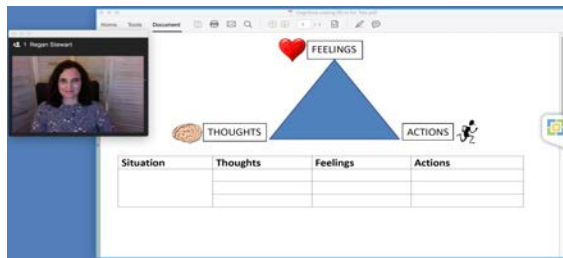 Regan Stewart
Home Tools Document
FEELINGS
THOUGHTS
ACTIONS
Situation Thoughts Feelings Actions